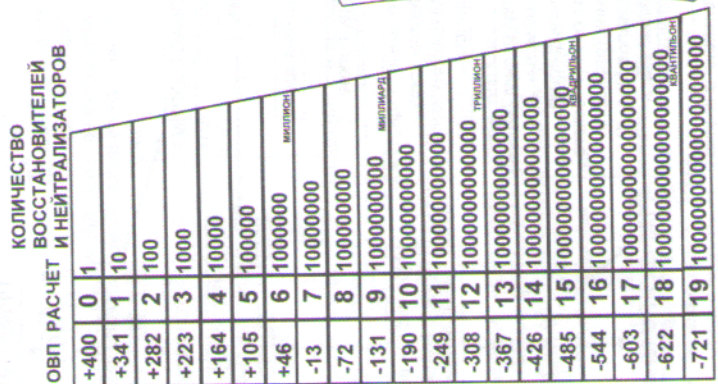 КОЛИЧЕСТВО
ВОССТАНОВИТЕЛЕЙ
ОВП РАСЧЕТ И НЕЙТРАЛИЗАТОРОВ
+400 0 1
+341 1 10
+282 2 100
+223 3 1000
+164 4 10000
+105 5 100000
+46 6 1000000 МИЛЛИОН
-13 7 10000000
-72 8 100000000
-131 9 1000000000 МИЛЛИАРД
-190 10 10000000000
-249 11 100000000000
-308 12 1000000000000 ТРИЛЛИОН
-367 13 10000000000000
-426 14 100000000000000
-485 15 1000000000000000 КВАДРИЛЬОН
-544 16 10000000000000000
-603 17 100000000000000000
-622 18 1000000000000000000 КВАНТИЛЬОН
-721 19 10000000000000000000